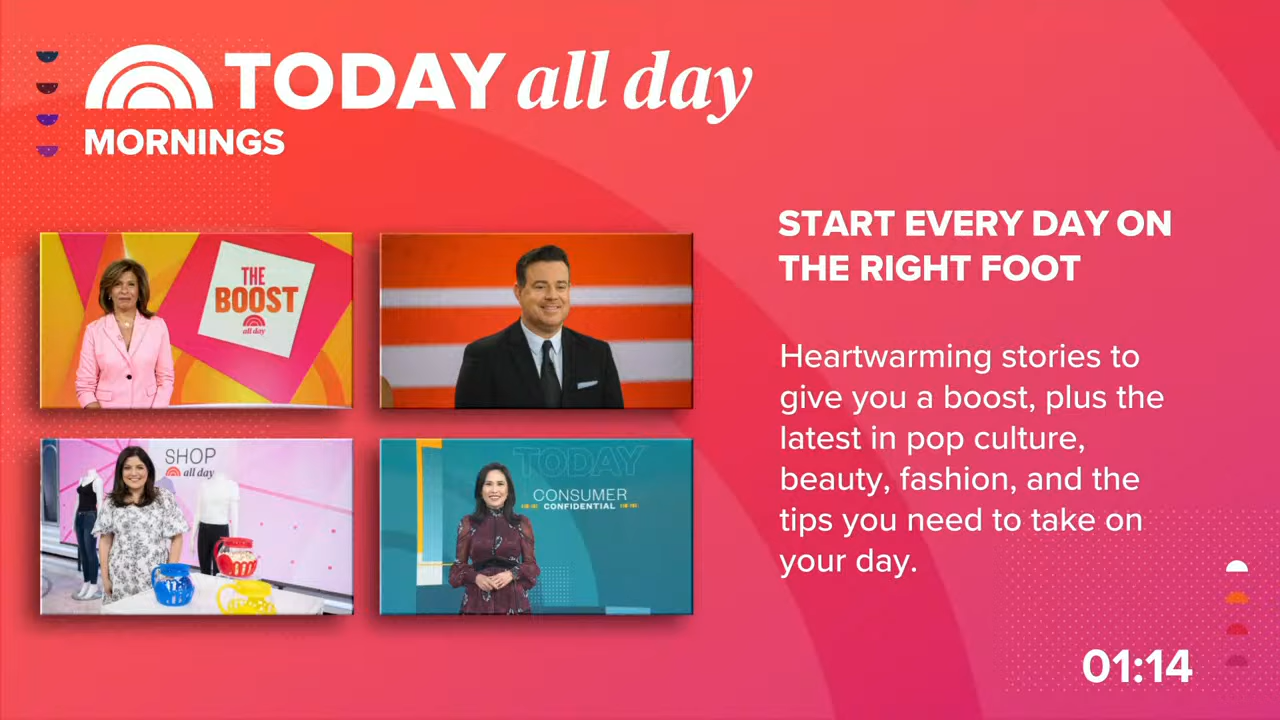 TODAY all day
MORNINGS
START EVERY DAY ON
THE RIGHT FOOT
THE
BOOST
all day
Heartwarming stories to
give you a boost, plus the
latest in pop culture,
beauty, fashion, and the
tips you need to take on
your day.
SHOP
all day
TODAY
CONSUMER
CONFIDENTIAL
01:14